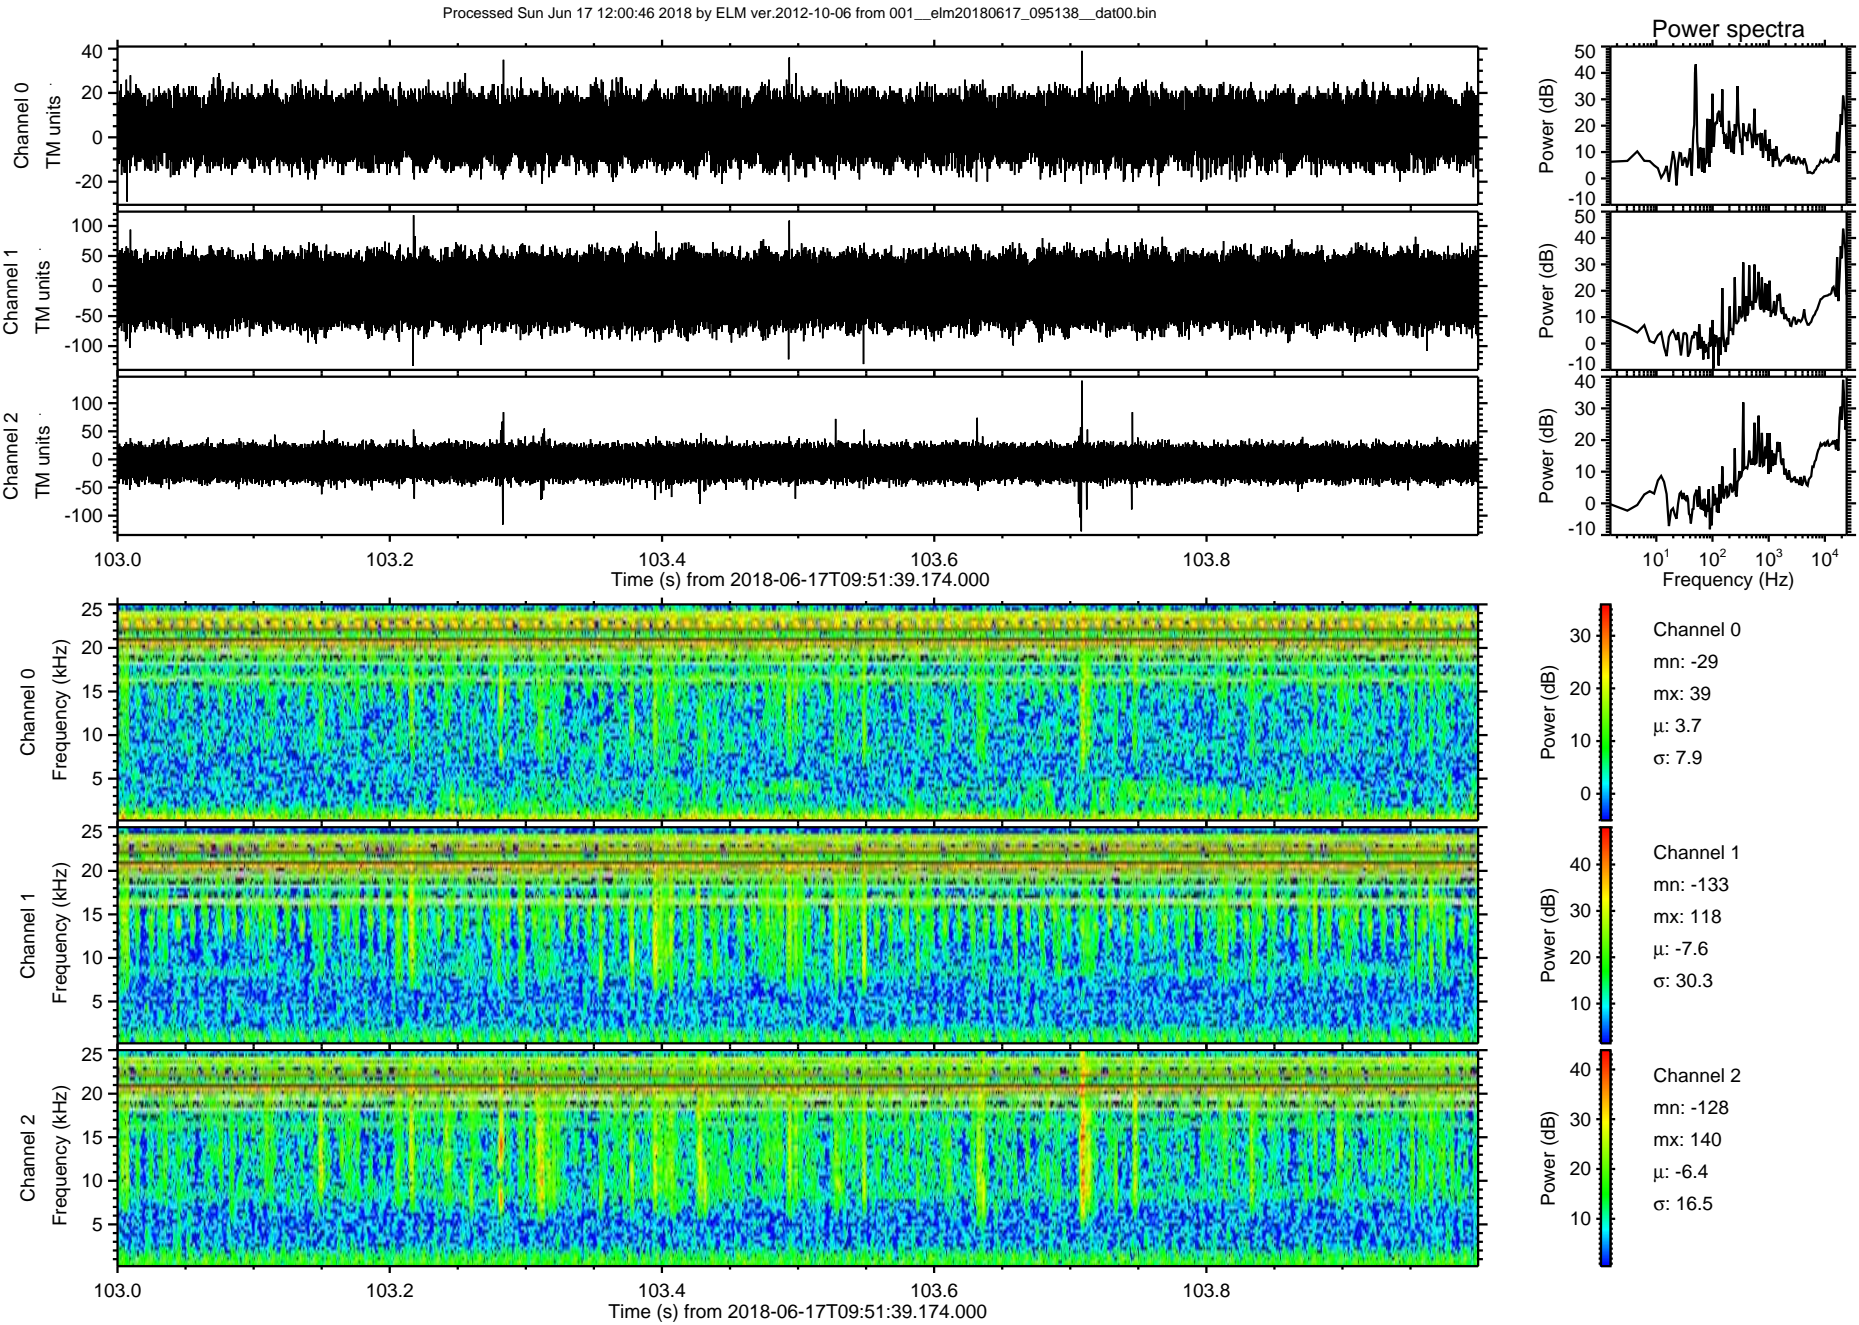 Processed Sun Jun 17 12:00:46 2018 by ELM ver.2012-10-06 from 001__elm20180617_095138__dat00.bin
Power spectra
Channel 0
TM units
40
20
0
-20
Power (dB)
50
40
30
20
10
0
-10
Channel 1
TM units
100
50
0
-50
-100
Power (dB)
50
40
30
20
10
0
-10
Channel 2
TM units
100
50
0
-50
-100
Power (dB)
40
30
20
10
0
-10
103.0 103.2 103.4 103.6 103.8
Time (s) from 2018-06-17T09:51:39.174.000
10¹ 10² 10³ 10⁴
Frequency (Hz)
Channel 0
Frequency (kHz)
25
20
15
10
5
Power (dB)
30
20
10
0
Channel 0
mn: -29
mx: 39
µ: 3.7
σ: 7.9
Channel 1
Frequency (kHz)
25
20
15
10
5
Power (dB)
40
30
20
10
Channel 1
mn: -133
mx: 118
µ: -7.6
σ: 30.3
Channel 2
Frequency (kHz)
25
20
15
10
5
Power (dB)
40
30
20
10
Channel 2
mn: -128
mx: 140
µ: -6.4
σ: 16.5
103.0 103.2 103.4 103.6 103.8
Time (s) from 2018-06-17T09:51:39.174.000